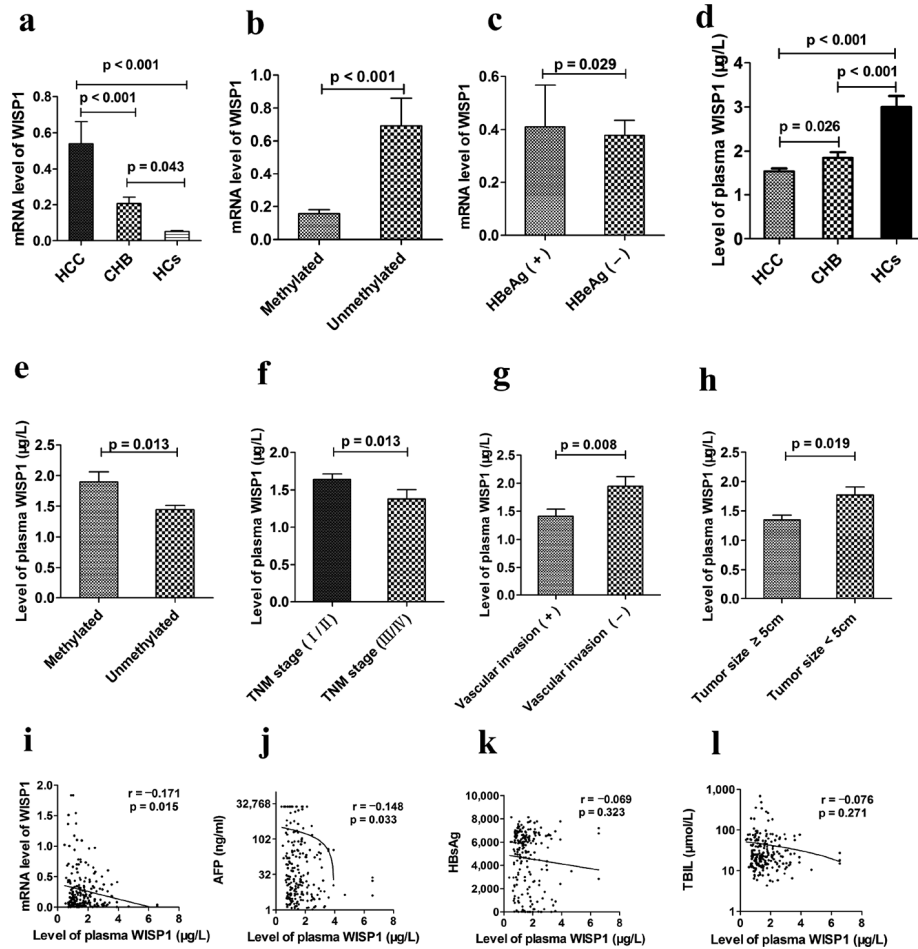 a
p < 0.001
p < 0.001
p = 0.043
mRNA level of WISP1
0.8
0.6
0.4
0.2
0.0
HCC
CHB
HCs
b
p < 0.001
mRNA level of WISP1
1.0
0.8
0.6
0.4
0.2
0.0
Methylated
Unmethylated
c
p = 0.029
mRNA level of WISP1
0.6
0.4
0.2
0.0
HBeAg ( + )
HBeAg ( − )
d
p < 0.001
p < 0.001
p = 0.026
Level of plasma WISP1 (μg/L)
4
3
2
1
0
HCC
CHB
HCs
e
p = 0.013
Level of plasma WISP1 (μg/L)
2.5
2.0
1.5
1.0
0.5
0.0
Methylated
Unmethylated
f
p = 0.013
Level of plasma WISP1 (μg/L)
2.0
1.5
1.0
0.5
0.0
TNM stage ( Ⅰ/Ⅱ)
TNM stage (Ⅲ/Ⅳ)
g
p = 0.008
Level of plasma WISP1 (μg/L)
2.5
2.0
1.5
1.0
0.5
0.0
Vascular invasion ( + )
Vascular invasion ( − )
h
p = 0.019
Level of plasma WISP1 (μg/L)
2.5
2.0
1.5
1.0
0.5
0.0
Tumor size ≥ 5cm
Tumor size < 5cm
i
r = −0.171
p = 0.015
mRNA level of WISP1
2.0
1.5
1.0
0.5
0.0
0 2 4 6 8
Level of plasma WISP1 (μg/L)
j
r = −0.148
p = 0.033
AFP (ng/ml)
32,768
102
32
1
0 2 4 6 8
Level of plasma WISP1 (μg/L)
k
r = −0.069
p = 0.323
HBsAg
10,000
8,000
6,000
4,000
2,000
0
0 2 4 6 8
Level of plasma WISP1 (μg/L)
l
r = −0.076
p = 0.271
TBIL (μmol/L)
1,000
100
10
1
0 2 4 6 8
Level of plasma WISP1 (μg/L)